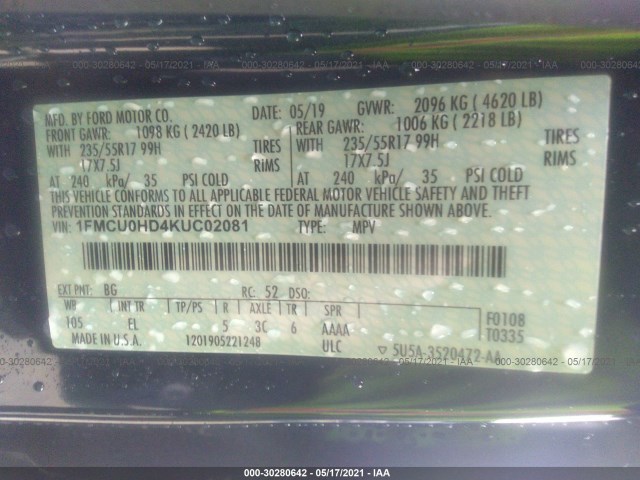 000-30280642 - 05/17/2021 - IAA
MFD. BY FORD MOTOR CO.
DATE: 05/19 GVWR: 2096 KG (4620 LB)
FRONT GAWR: 1098 KG (2420 LB)
REAR GAWR: 1006 KG (2218 LB)
WITH 235/55R17 99H TIRES
WITH 235/55R17 99H TIRES
17X7.5J RIMS
17X7.5J RIMS
AT 240 kPa/ 35 PSI COLD
AT 240 kPa/ 35 PSI COLD
THIS VEHICLE CONFORMS TO ALL APPLICABLE FEDERAL MOTOR VEHICLE SAFETY AND THEFT
PREVENTION STANDARDS IN EFFECT ON THE DATE OF MANUFACTURE SHOWN ABOVE.
VIN: 1FMCU0HD4KUC02081
TYPE: MPV
EXT PNT: BG RC: 52 DSO:
WB INT TR TP/PS R AXLE TR SPR
105 EL 5 3C 6 AAAA
F0108
T0335
MADE IN U.S.A. 1201905221248 ULC
5U5A-3520472-AA
000-30280642 - 05/17/2021 - IAA